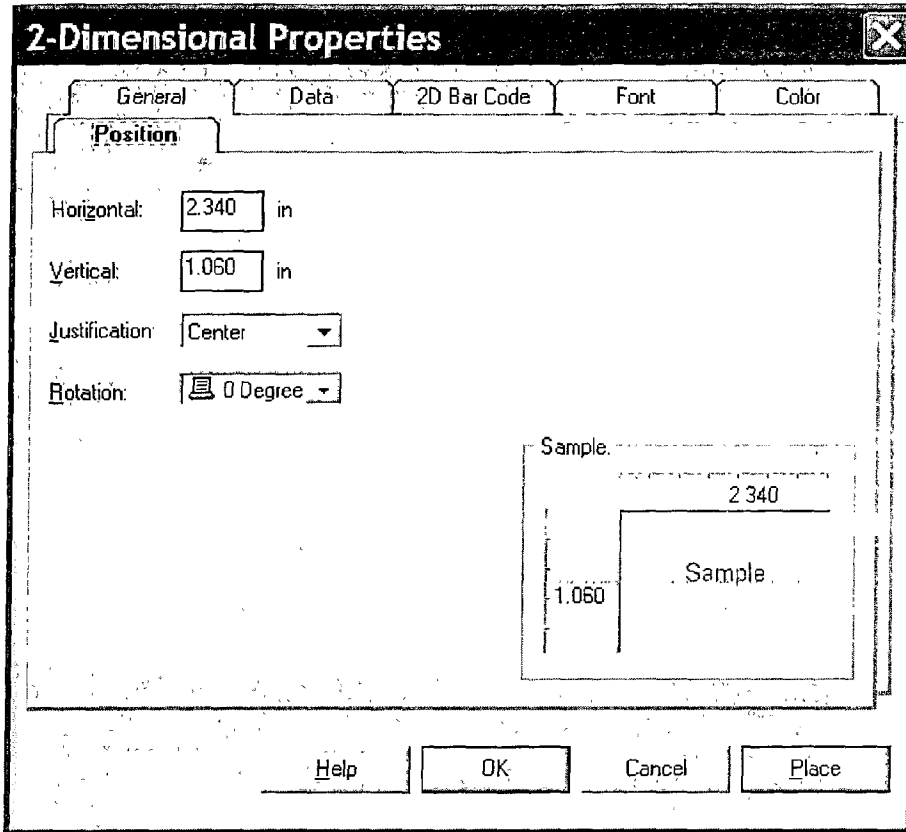 2-Dimensional Properties
General Data 2D Bar Code Font Color
Position
Horizontal: 2.340 in
Vertical: 1.060 in
Justification: Center
Rotation: 0 Degree
Sample
2.340
Sample
1.060
Help OK Cancel Place